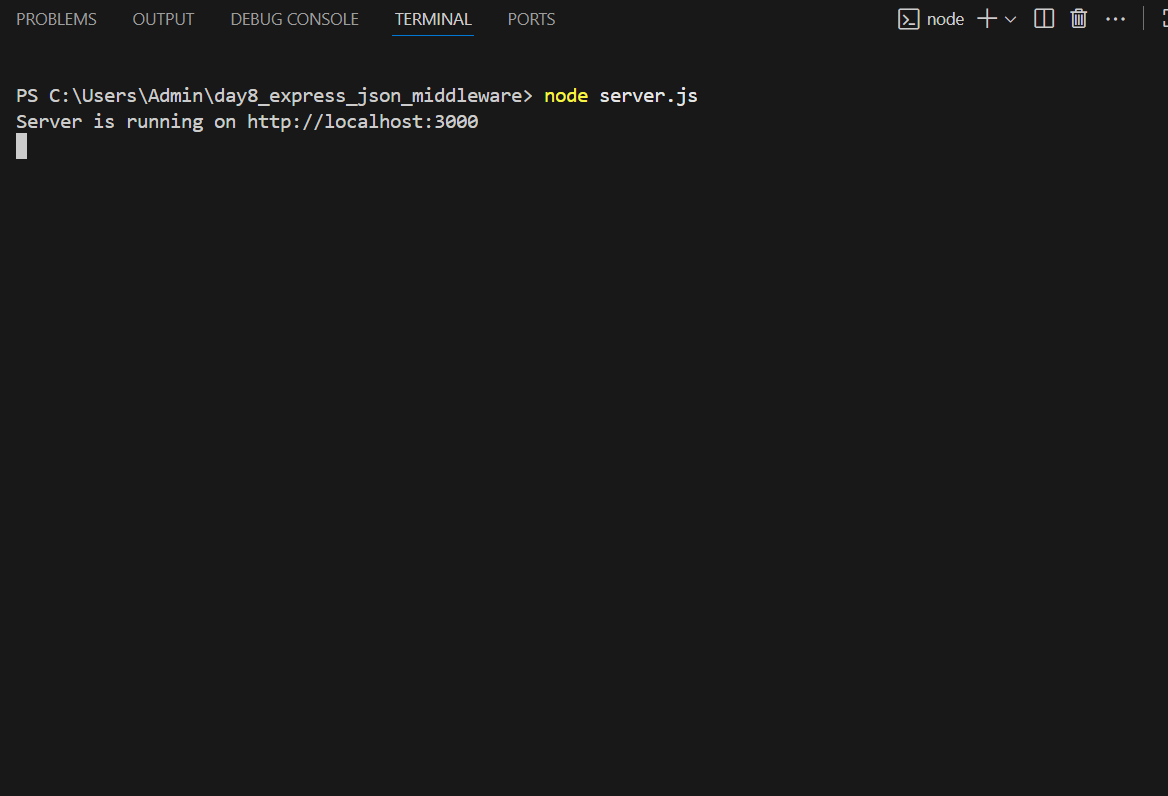 PROBLEMS OUTPUT DEBUG CONSOLE TERMINAL PORTS node
PS C:\Users\Admin\day8_express_json_middleware> node server.js
Server is running on http://localhost:3000